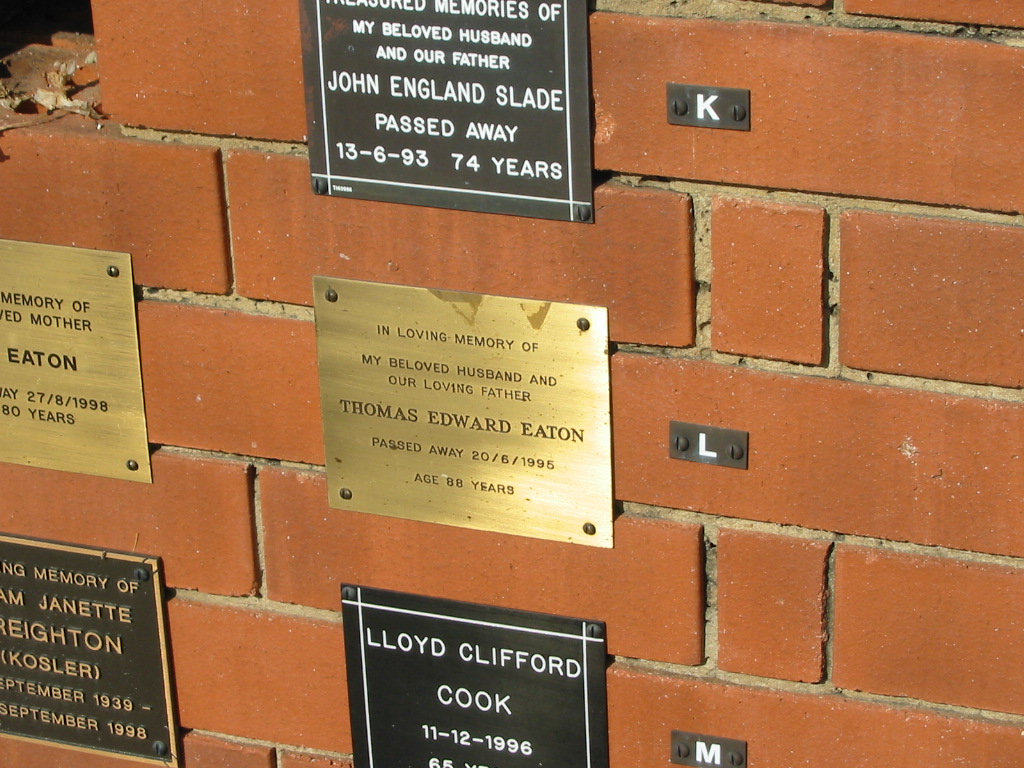 TREASURED MEMORIES OF
MY BELOVED HUSBAND
AND OUR FATHER
JOHN ENGLAND SLADE
PASSED AWAY
13-6-93 74 YEARS
K
MEMORY OF
MOTHER
EATON
27/8/1998
80 YEARS
IN LOVING MEMORY OF
MY BELOVED HUSBAND AND
OUR LOVING FATHER
THOMAS EDWARD EATON
PASSED AWAY 20/6/1995
AGE 88 YEARS
L
MEMORY OF
JANETTE
REIGHTON
(KOSLER)
SEPTEMBER 1939 -
SEPTEMBER 1998
LLOYD CLIFFORD
COOK
11-12-1996
65
M